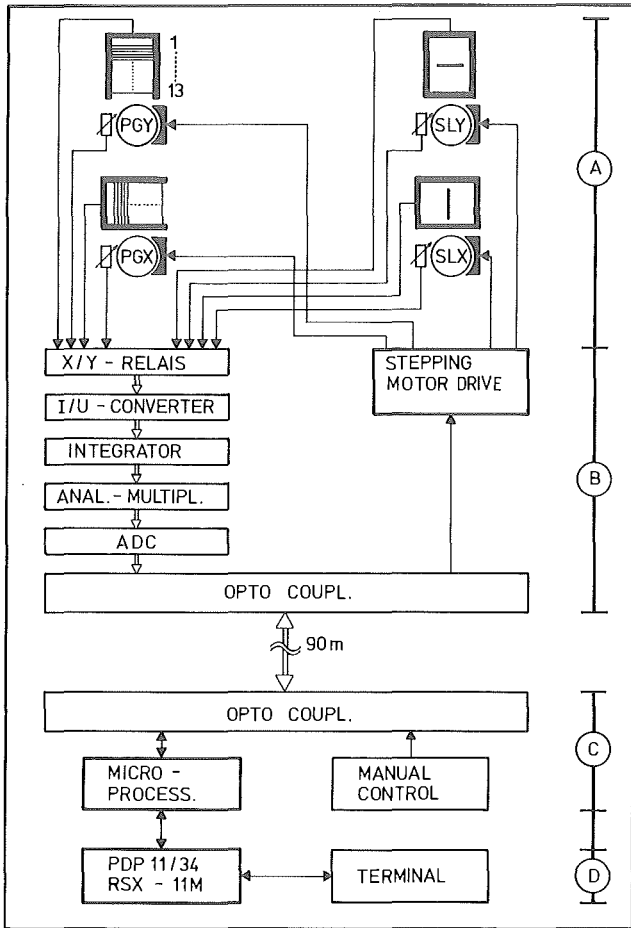 1
13
PGY
SLY
A
PGX
SLX
X/Y - RELAIS
STEPPING
MOTOR DRIVE
I/U - CONVERTER
INTEGRATOR
B
ANAL. - MULTIPL.
ADC
OPTO COUPL.
90 m
OPTO COUPL.
C
MICRO -
PROCESS.
MANUAL
CONTROL
PDP 11/34
RSX - 11M
TERMINAL
D